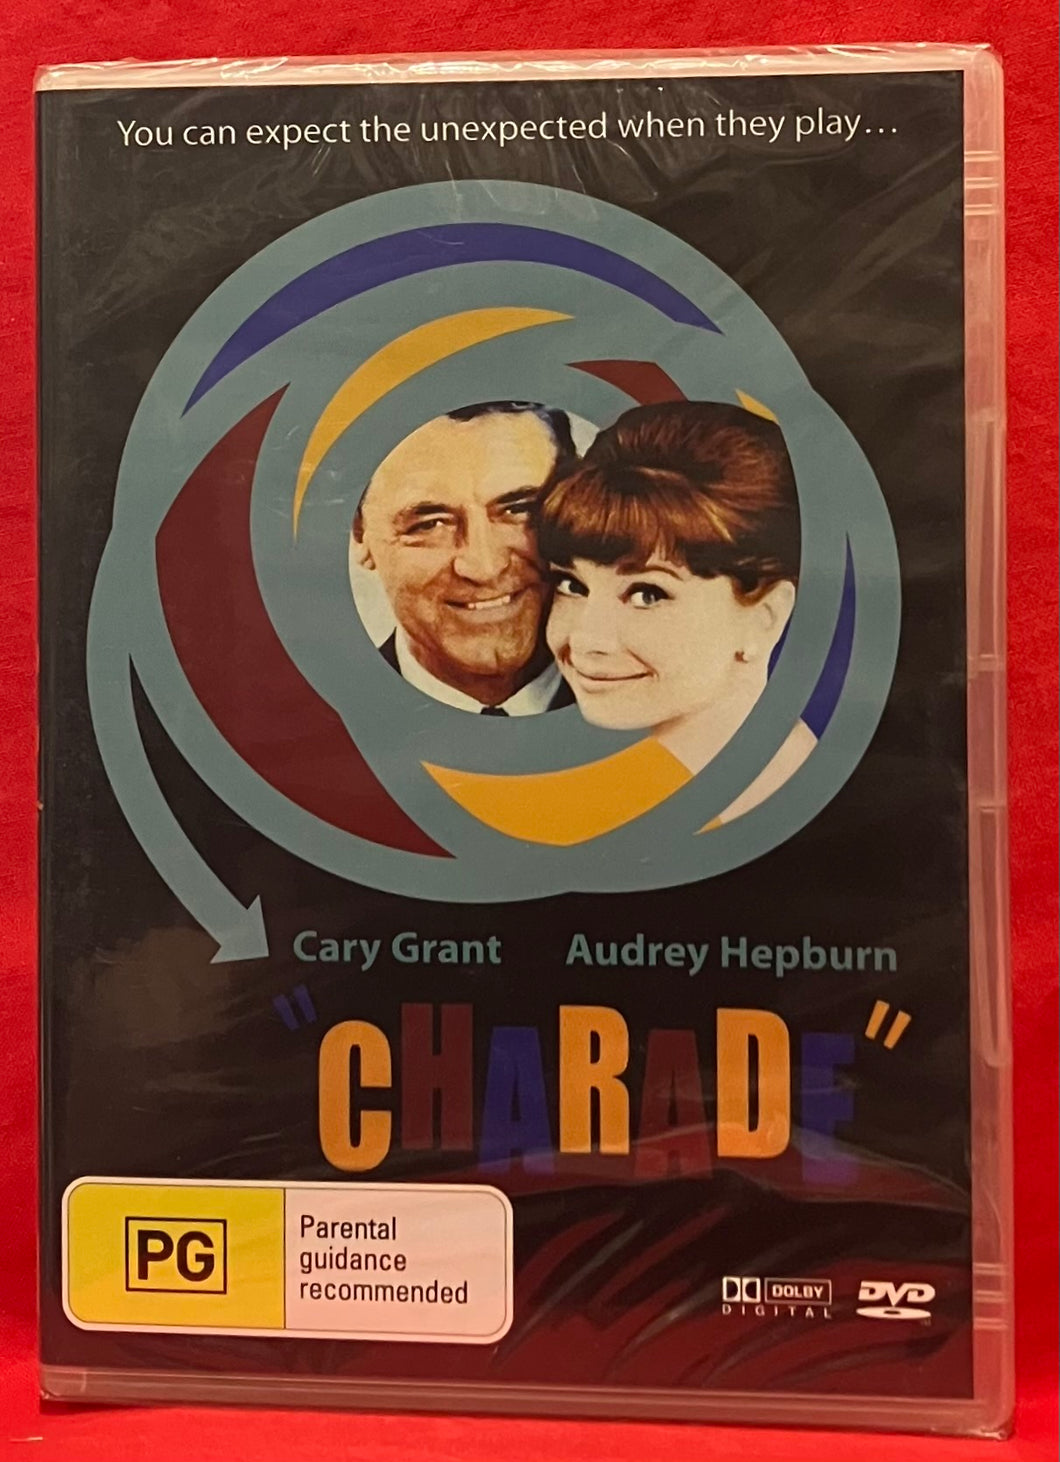 You can expect the unexpected when they play...
Cary Grant Audrey Hepburn
"CHARADE"
PG
Parental
guidance
recommended
DOLBY
DIGITAL
DVD